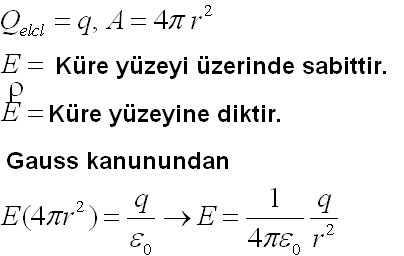 Q_elcl = q, A = 4π r²
E = Küre yüzeyi üzerinde sabittir.
ρ
E = Küre yüzeyine diktir.
Gauss kanunundan
E(4πr²) = q/ε₀ → E = 1/4πε₀ q/r²